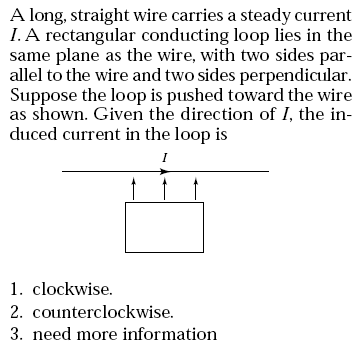 A long, straight wire carries a steady current
I. A rectangular conducting loop lies in the
same plane as the wire, with two sides par-
allel to the wire and two sides perpendicular.
Suppose the loop is pushed toward the wire
as shown. Given the direction of I, the in-
duced current in the loop is
I
1. clockwise.
2. counterclockwise.
3. need more information